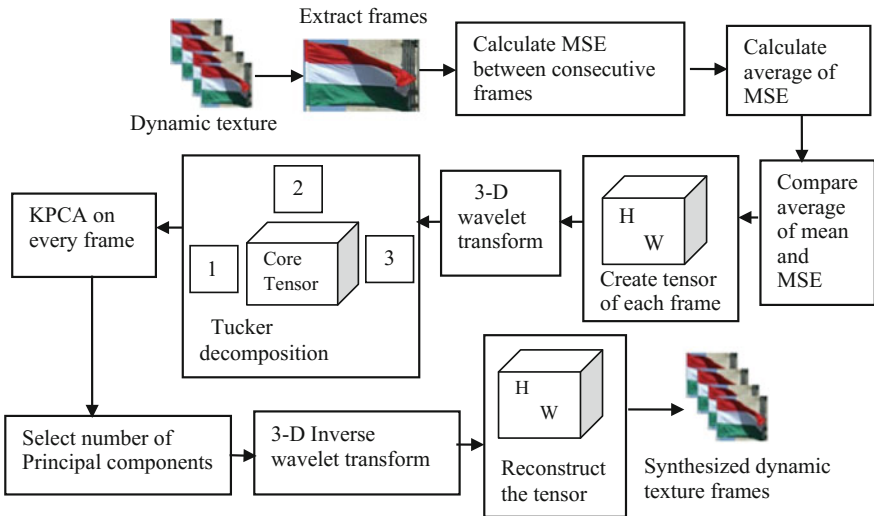 Extract frames
Dynamic texture
Calculate MSE
between consecutive
frames
Calculate
average of
MSE
Compare
average
of mean
and
MSE
H
W
Create tensor
of each frame
3-D
wavelet
transform
2
1
Core
Tensor
3
Tucker
decomposition
KPCA on
every frame
Select number of
Principal components
3-D Inverse
wavelet transform
H
W
Reconstruct
the tensor
Synthesized dynamic
texture frames